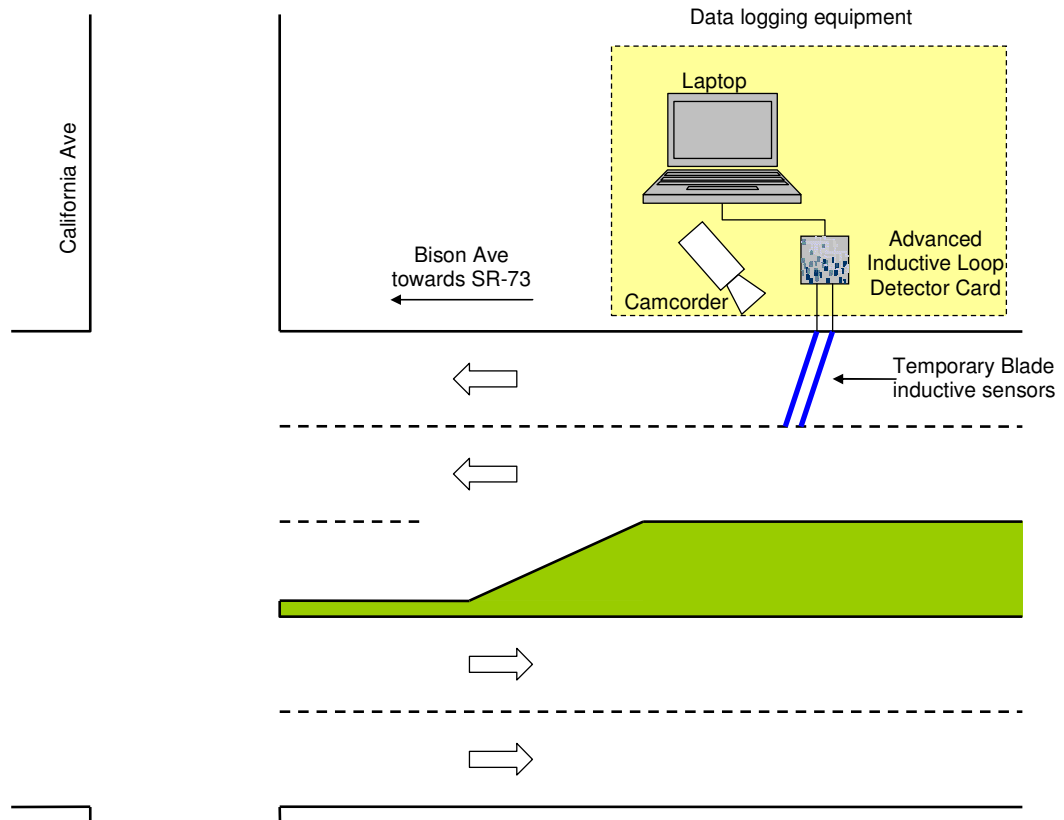 Data logging equipment
Laptop
California Ave
Bison Ave
towards SR-73
Advanced
Inductive Loop
Detector Card
Camcorder
Temporary Blade
inductive sensors